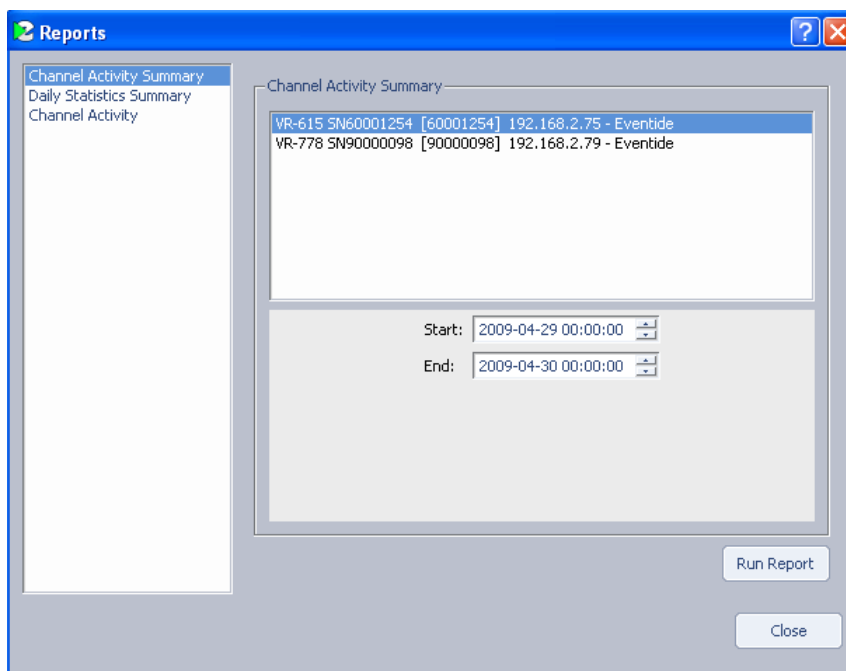 Reports
Channel Activity Summary
Daily Statistics Summary
Channel Activity
Channel Activity Summary
VR-615 SN60001254 [60001254] 192.168.2.75 - Eventide
VR-778 SN90000098 [90000098] 192.168.2.79 - Eventide
Start: 2009-04-29 00:00:00
End: 2009-04-30 00:00:00
Run Report
Close